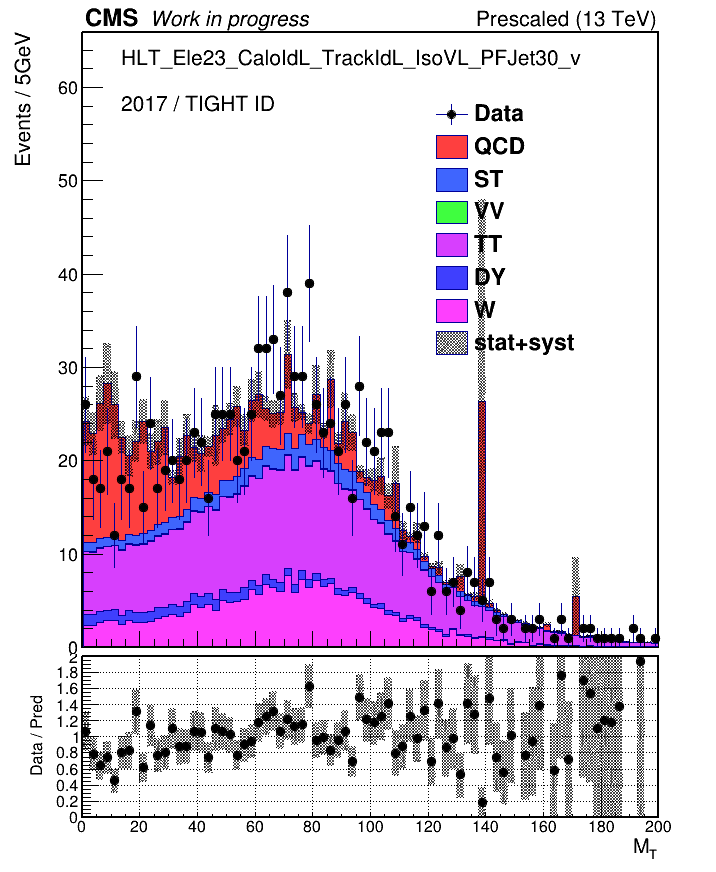 CMS Work in progress Prescaled (13 TeV)
Events / 5GeV
HLT_Ele23_CaloIdL_TrackIdL_IsoVL_PFJet30_v
2017 / TIGHT ID
Data
QCD
ST
VV
TT
DY
W
stat+syst
60
50
40
30
20
10
0
Data / Pred
2
1.8
1.6
1.4
1.2
1
0.8
0.6
0.4
0.2
0
0 20 40 60 80 100 120 140 160 180 200
M_T